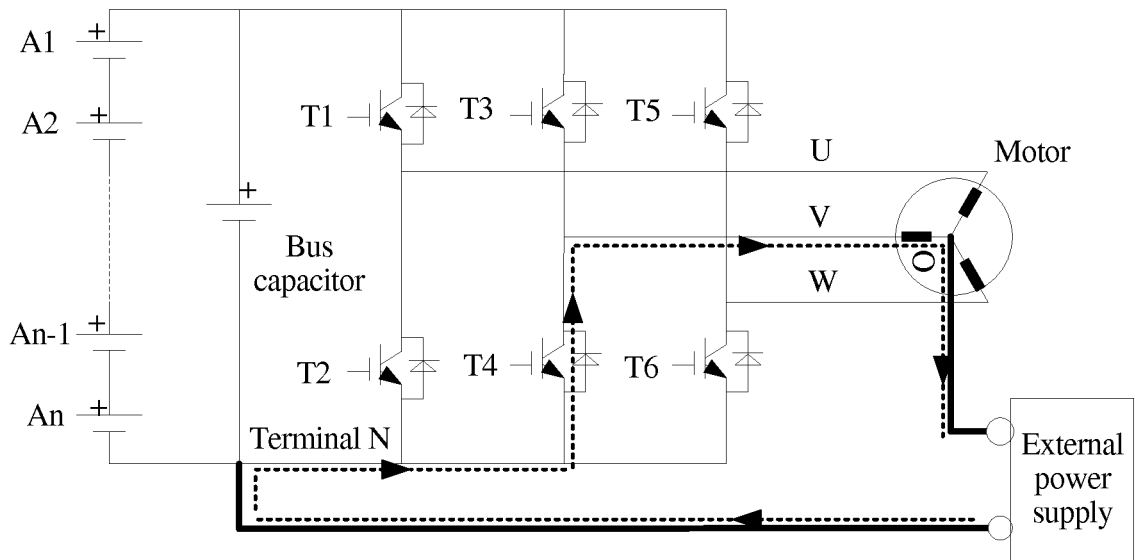 +
A1
+
A2
+
Bus
capacitor
+
An-1
+
An
T1
T3
T5
U
Motor
V
O
W
T2
T4
T6
Terminal N
External
power
supply